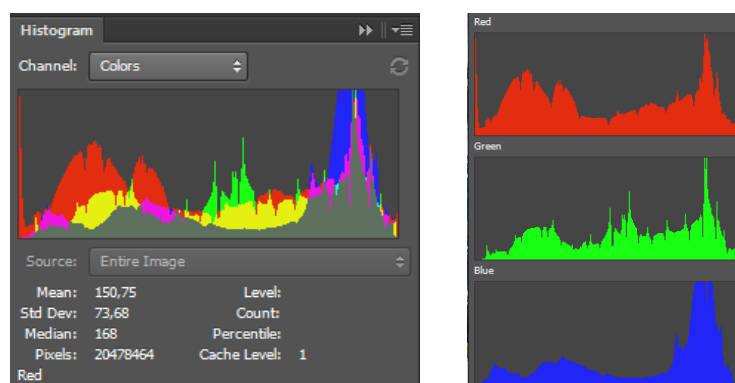 Histogram
Channel: Colors
Source: Entire Image
Mean: 150,75 Level:
Std Dev: 73,68 Count:
Median: 168 Percentile:
Pixels: 20478464 Cache Level: 1
Red
Red
Green
Blue